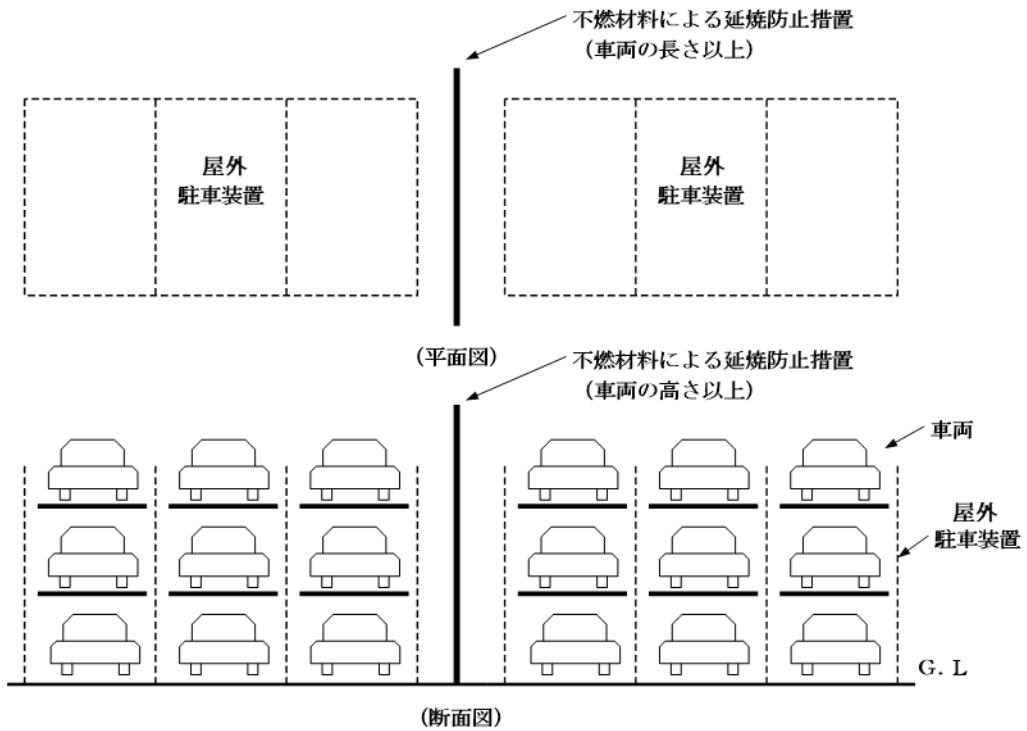 不燃材料による延焼防止措置
（車両の長さ以上）
屋外
駐車装置
屋外
駐車装置
（平面図）
不燃材料による延焼防止措置
（車両の高さ以上）
車両
屋外
駐車装置
G. L
（断面図）